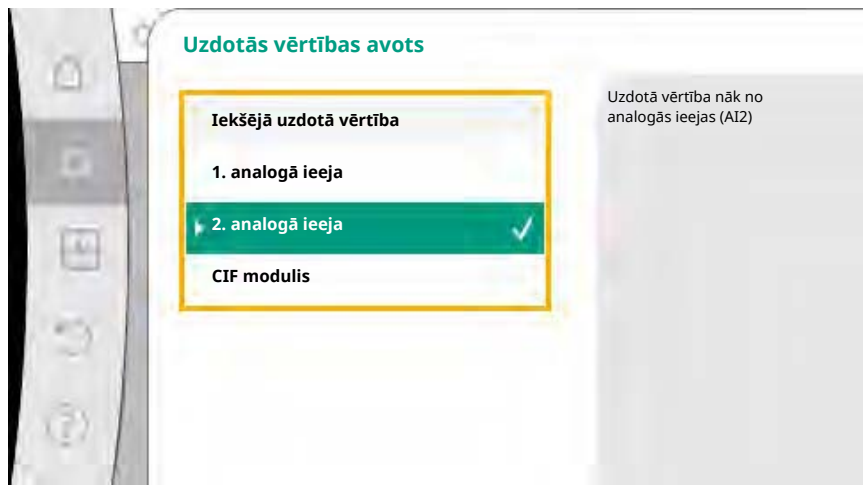 Uzdotās vērtības avots
Iekšējā uzdotā vērtība
1. analogā ieeja
2. analogā ieeja
CIF modulis
Uzdotā vērtība nāk no
analogās ieejas (AI2)